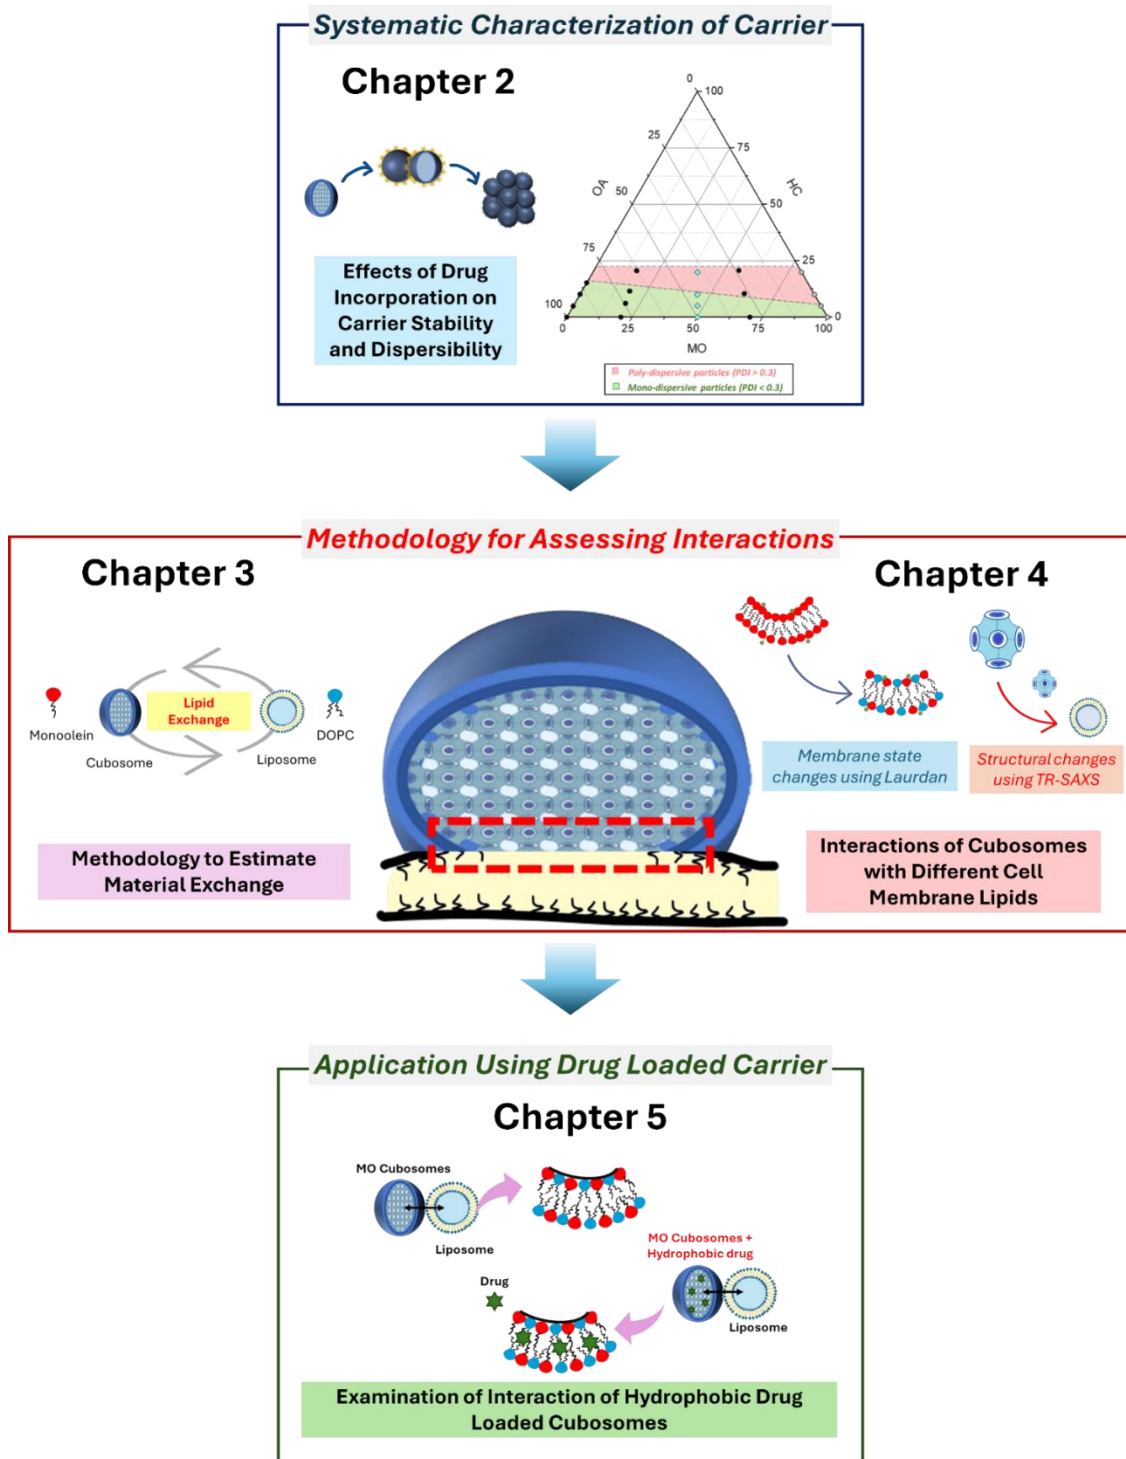 Systematic Characterization of Carrier
Chapter 2
Effects of Drug
Incorporation on
Carrier Stability
and Dispersibility
0
100
25
75
OA
HC
50
50
75
25
100
0
0
25
50
75
100
MO
Poly-dispersive particles (PDI > 0.3)
Mono-dispersive particles (PDI < 0.3)
Methodology for Assessing Interactions
Chapter 3
Monoolein
Cubosome
Lipid
Exchange
Liposome
DOPC
Methodology to Estimate
Material Exchange
Chapter 4
Membrane state
changes using Laurdan
Structural changes
using TR-SAXS
Interactions of Cubosomes
with Different Cell
Membrane Lipids
Application Using Drug Loaded Carrier
Chapter 5
MO Cubosomes
Liposome
MO Cubosomes +
Hydrophobic drug
Drug
Liposome
Examination of Interaction of Hydrophobic Drug
Loaded Cubosomes